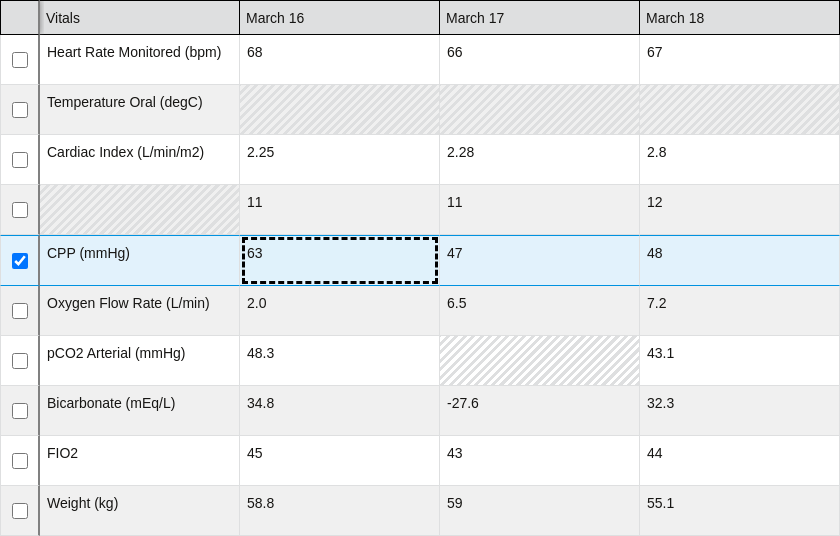 Vitals March 16 March 17 March 18
Heart Rate Monitored (bpm) 68 66 67
Temperature Oral (degC)
Cardiac Index (L/min/m2) 2.25 2.28 2.8
11 11 12
CPP (mmHg) 63 47 48
Oxygen Flow Rate (L/min) 2.0 6.5 7.2
pCO2 Arterial (mmHg) 48.3 43.1
Bicarbonate (mEq/L) 34.8 -27.6 32.3
FIO2 45 43 44
Weight (kg) 58.8 59 55.1